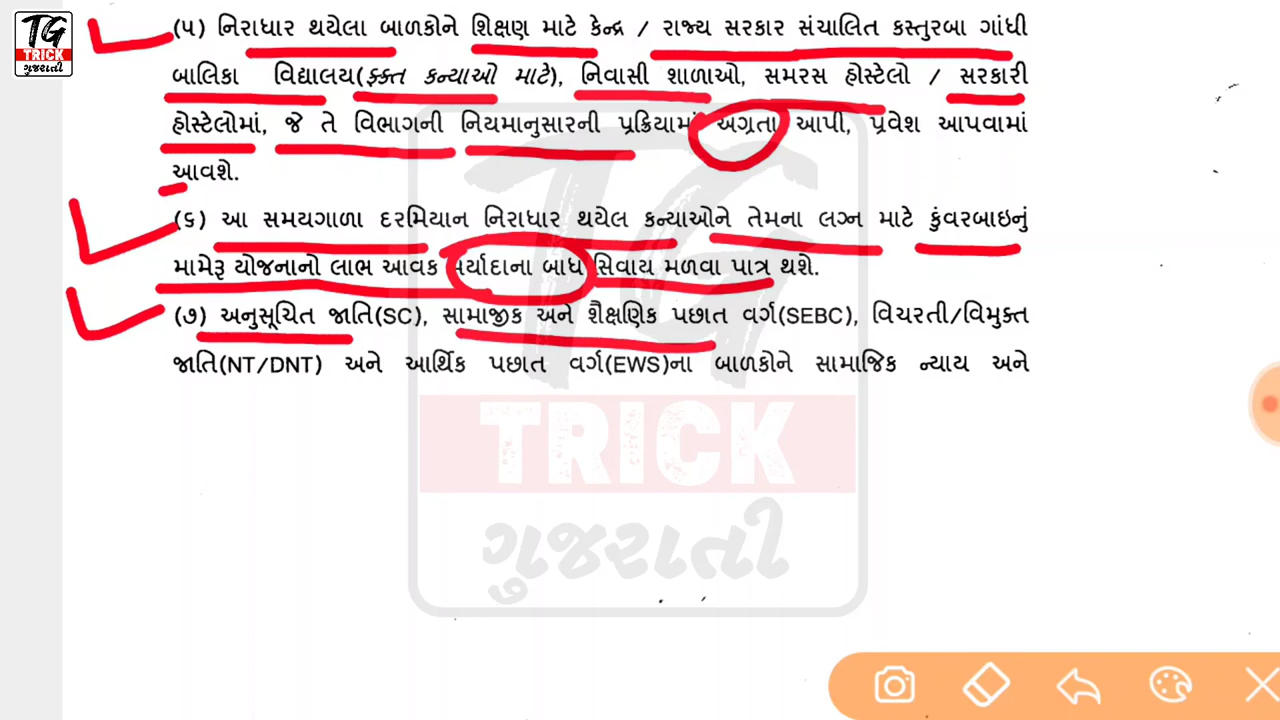 TG
TRICK
ગુજરાતી
(૫) નિરાધાર થયેલા બાળકોને શિક્ષણ માટે કેન્દ્ર / રાજ્ય સરકાર સંચાલિત કસ્તુરબા ગાંધી
બાલિકા વિદ્યાલય(ફક્ત કન્યાઓ માટે), નિવાસી શાળાઓ, સમરસ હોસ્ટેલો / સરકારી
હોસ્ટેલોમાં, જે તે વિભાગની નિયમાનુસારની પ્રક્રિયામાં અગ્રતા આપી, પ્રવેશ આપવામાં
આવશે.
(૬) આ સમયગાળા દરમિયાન નિરાધાર થયેલ કન્યાઓને તેમના લગ્ન માટે કુંવરબાઇનું
મામેરૂ યોજનાનો લાભ આવક મર્યાદાના બાધ સિવાય મળવા પાત્ર થશે.
(૭) અનુસૂચિત જાતિ(SC), સામાજીક અને શૈક્ષણિક પછાત વર્ગ(SEBC), વિચરતી/વિમુક્ત
જાતિ(NT/DNT) અને આર્થિક પછાત વર્ગ(EWS)ના બાળકોને સામાજિક ન્યાય અને
TG
TRICK
ગુજરાતી